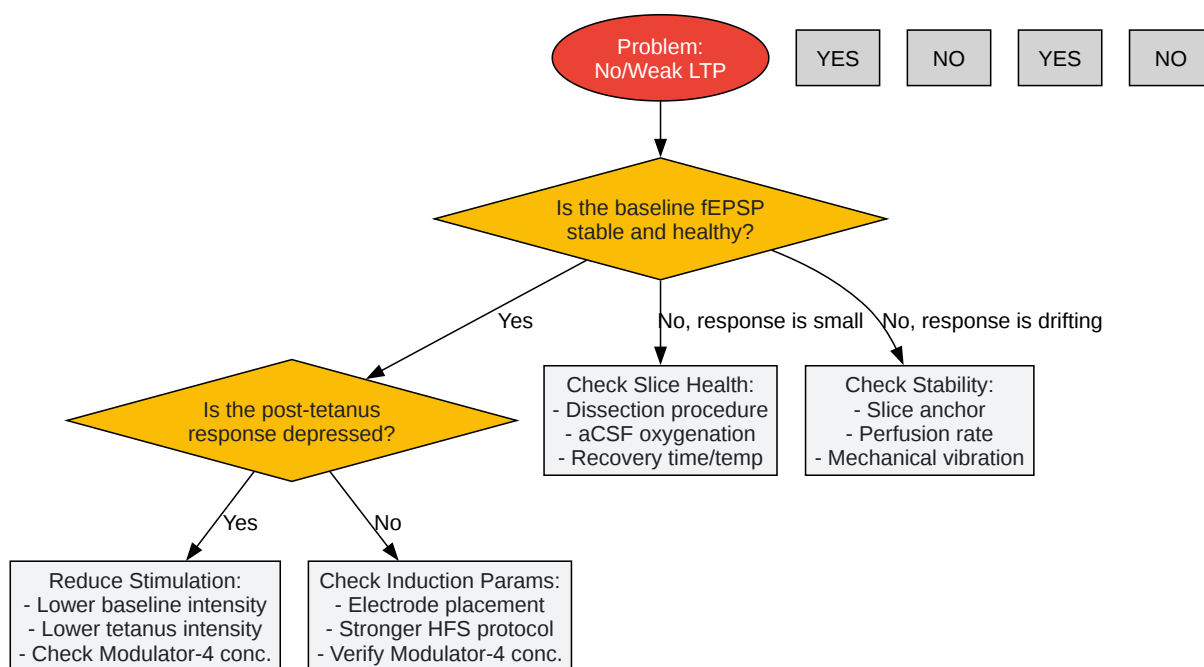 Problem:
No/Weak LTP
YES
NO
YES
NO
Is the baseline fEPSP
stable and healthy?
Yes
No, response is small
No, response is drifting
Is the post-tetanus
response depressed?
Check Slice Health:
- Dissection procedure
- aCSF oxygenation
- Recovery time/temp
Check Stability:
- Slice anchor
- Perfusion rate
- Mechanical vibration
Yes
No
Reduce Stimulation:
- Lower baseline intensity
- Lower tetanus intensity
- Check Modulator-4 conc.
Check Induction Params:
- Electrode placement
- Stronger HFS protocol
- Verify Modulator-4 conc.